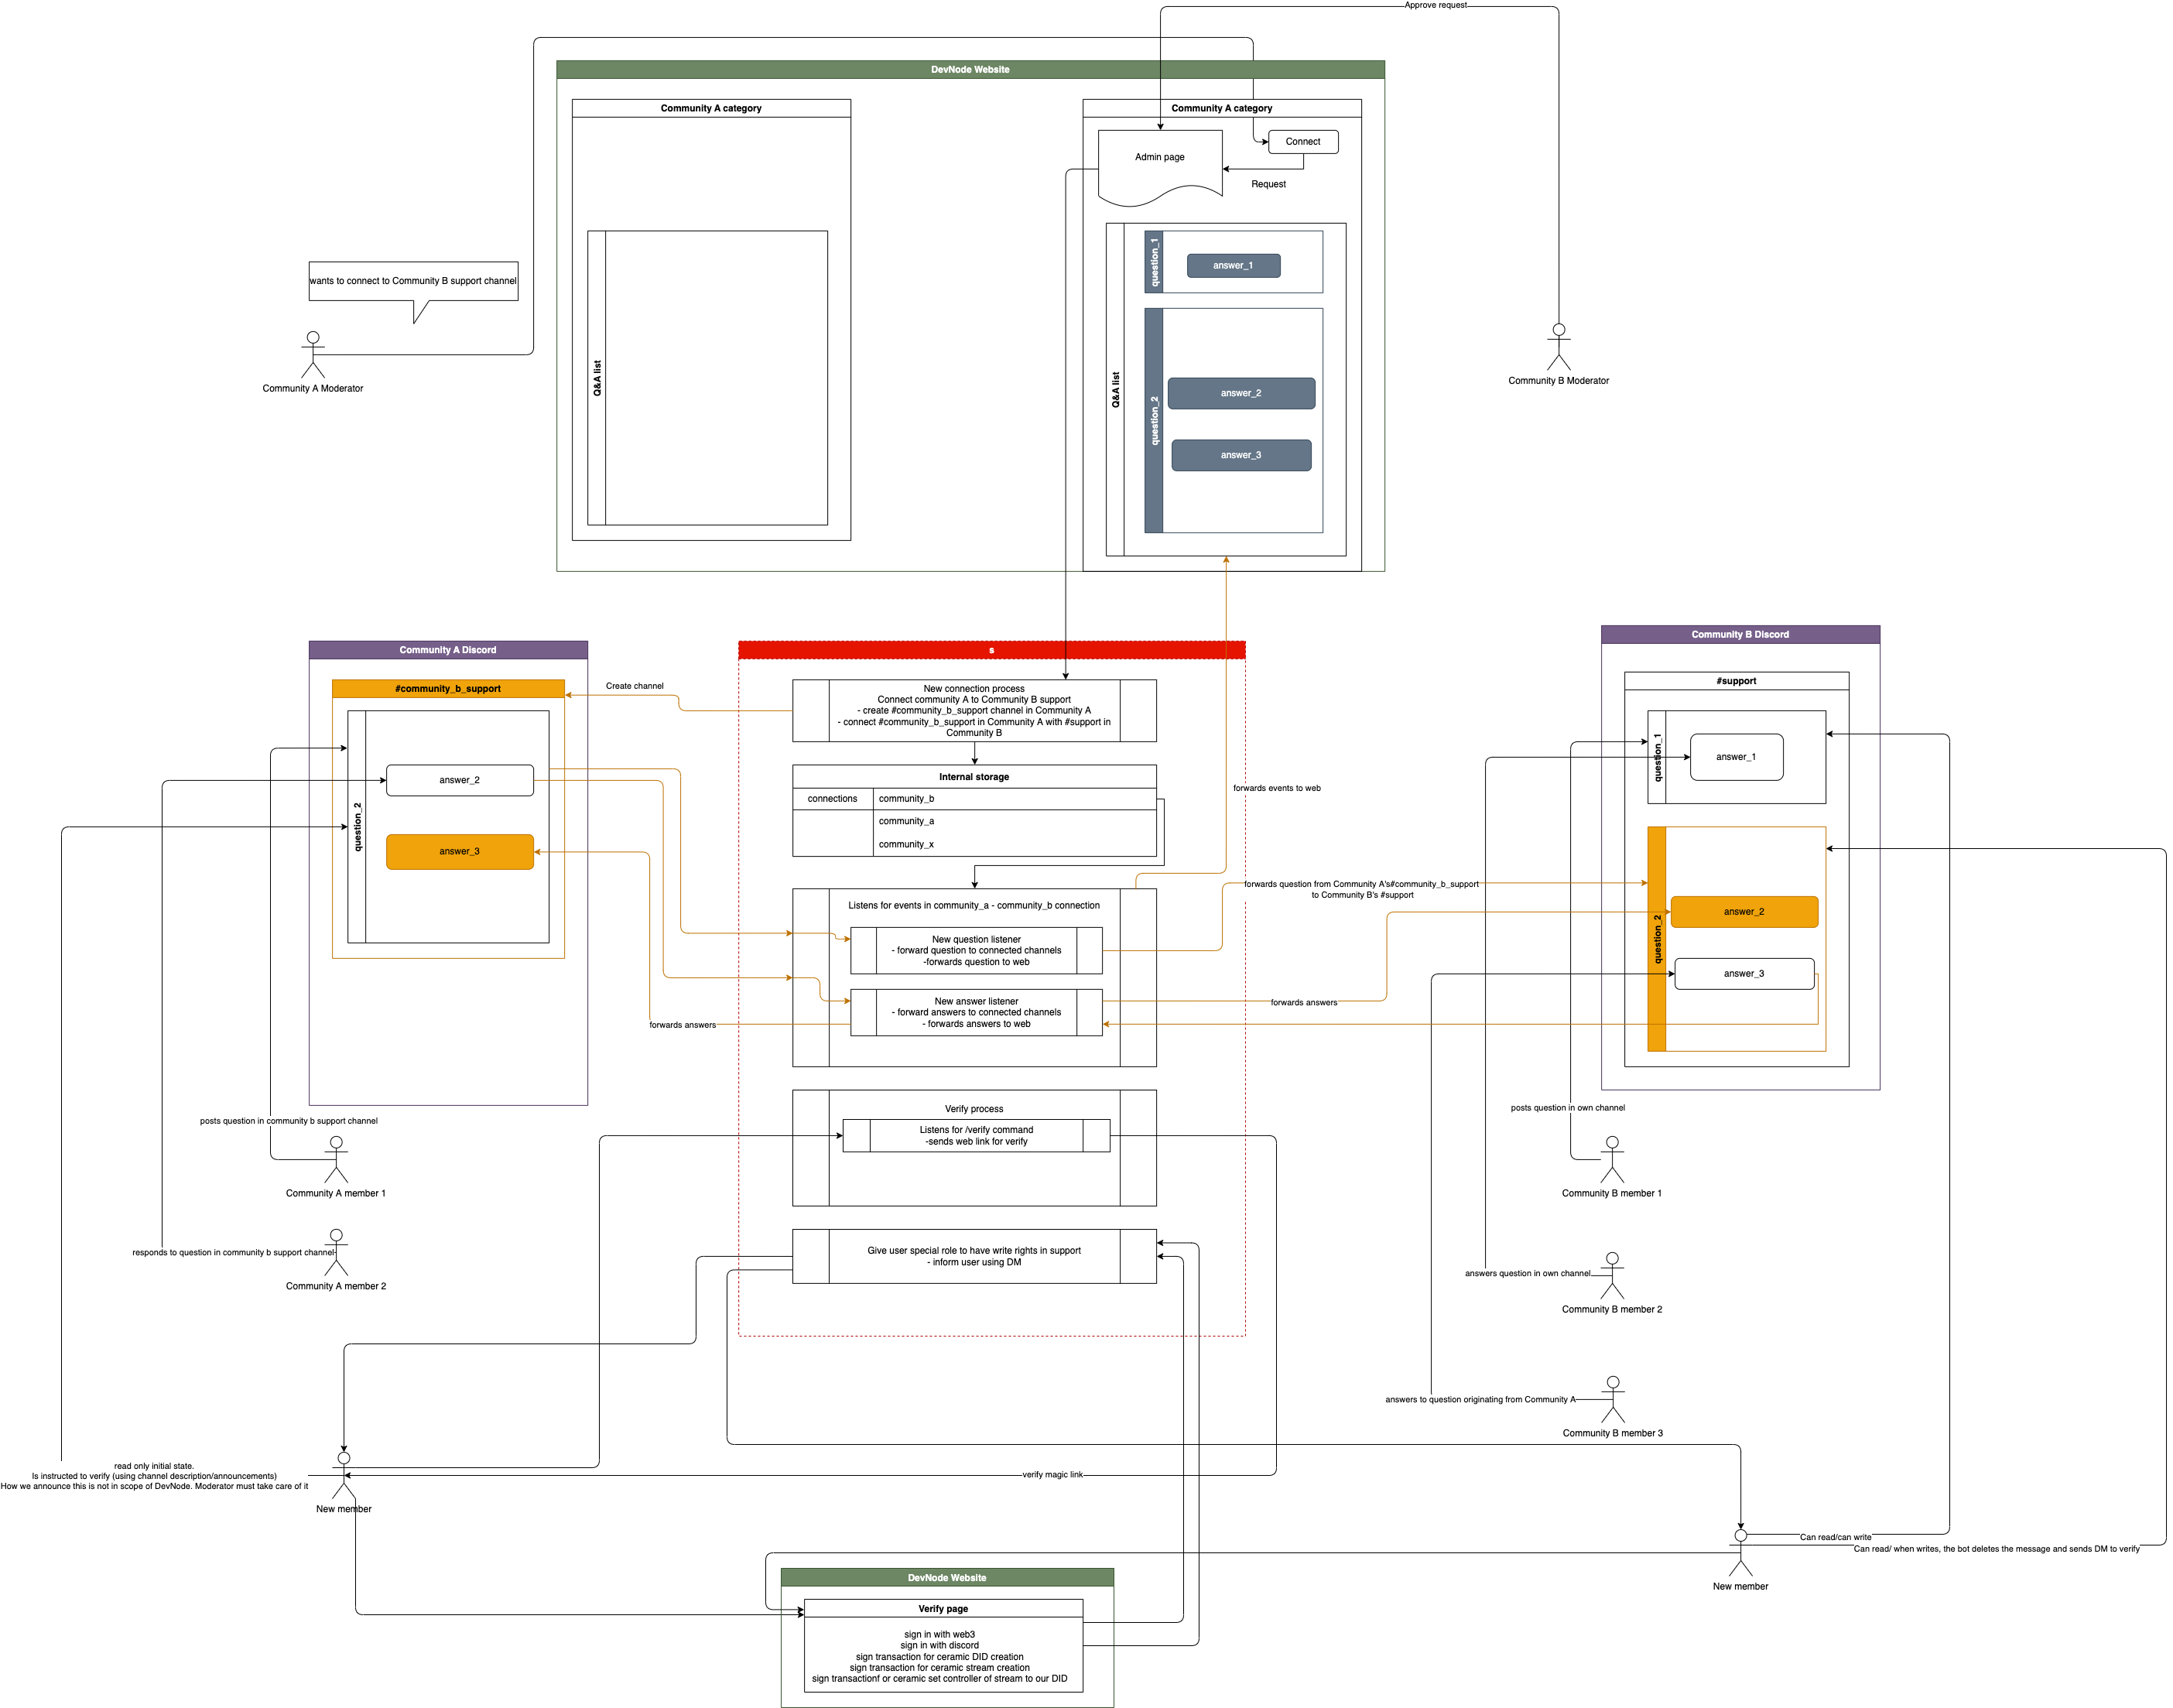 Approve request
DevNode Website
Community A category
Community A category
Connect
Admin page
Request
question_1
answer_1
wants to connect to Community B support channel
Q&A list
Q&A list
question_2
answer_2
answer_3
Community A Moderator
Community B Moderator
Community A Discord
s
Community B Discord
#community_b_support
Create channel
New connection process
Connect community A to Community B support
- create #community_b_support channel in Community A
- connect #community_b_support in Community A with #support in
Community B
#support
question_1
answer_1
question_2
answer_2
answer_3
Internal storage
connections
community_b
community_a
community_x
forwards events to web
forwards question from Community A's#community_b_support
to Community B's #support
Listens for events in community_a - community_b connection
New question listener
- forward question to connected channels
-forwards question to web
New answer listener
- forward answers to connected channels
- forwards answers to web
forwards answers
forwards answers
question_2
answer_2
answer_3
Verify process
Listens for /verify command
-sends web link for verify
posts question in community b support channel
Community A member 1
posts question in own channel
Community B member 1
responds to question in community b support channel
Community A member 2
Give user special role to have write rights in support
- inform user using DM
answers question in own channel
Community B member 2
answers to question originating from Community A
Community B member 3
read only initial state.
Is instructed to verify (using channel description/announcements)
How we announce this is not in scope of DevNode. Moderator must take care of it
verify magic link
New member
Can read/can write
Can read/ when writes, the bot deletes the message and sends DM to verify
New member
DevNode Website
Verify page
sign in with web3
sign in with discord
sign transaction for ceramic DID creation
sign transaction for ceramic stream creation
sign transactionf or ceramic set controller of stream to our DID